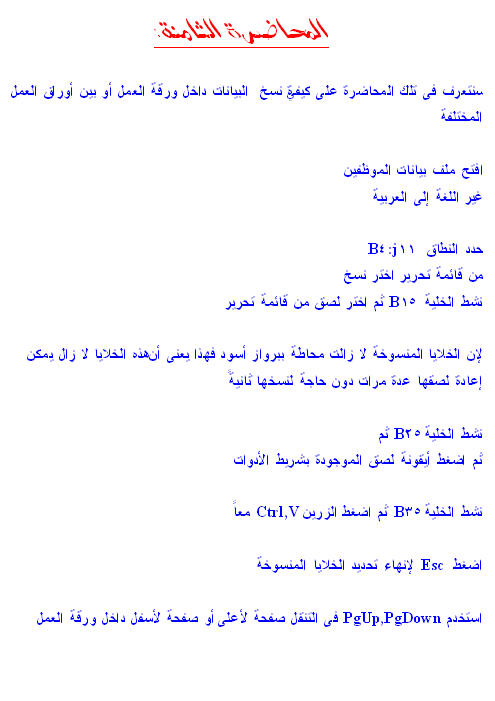 المحاضرة الثامنة:
سنتعرف فى تلك المحاضرة على كيفية نسخ البيانات داخل ورقة العمل أو بين أوراق العمل
المختلفة
افتح ملف بيانات الموظفين
غير اللغة إلى العربية
حدد النطاق B٤:j١١
من قائمة تحرير اختر نسخ
نشط الخلية B١٥ ثم اختر لصق من قائمة تحرير
لإن الخلايا المنسوخة لا زالت محاطة ببرواز أسود فهذا يعنى أنهذه الخلايا لا زال يمكن
إعادة لصقها عدة مرات دون حاجة لنسخها ثانيةً
نشط الخلية B٢٥ ثم
ثم اضغط أيقونة لصق الموجودة بشريط الأدوات
نشط الخلية B٣٥ ثم اضغط الزرين Ctrl,V معاً
اضغط Esc لإنهاء تحديد الخلايا المنسوخة
استخدم PgUp,PgDown فى التنقل صفحة لأعلى أو صفحة لأسفل داخل ورقة العمل